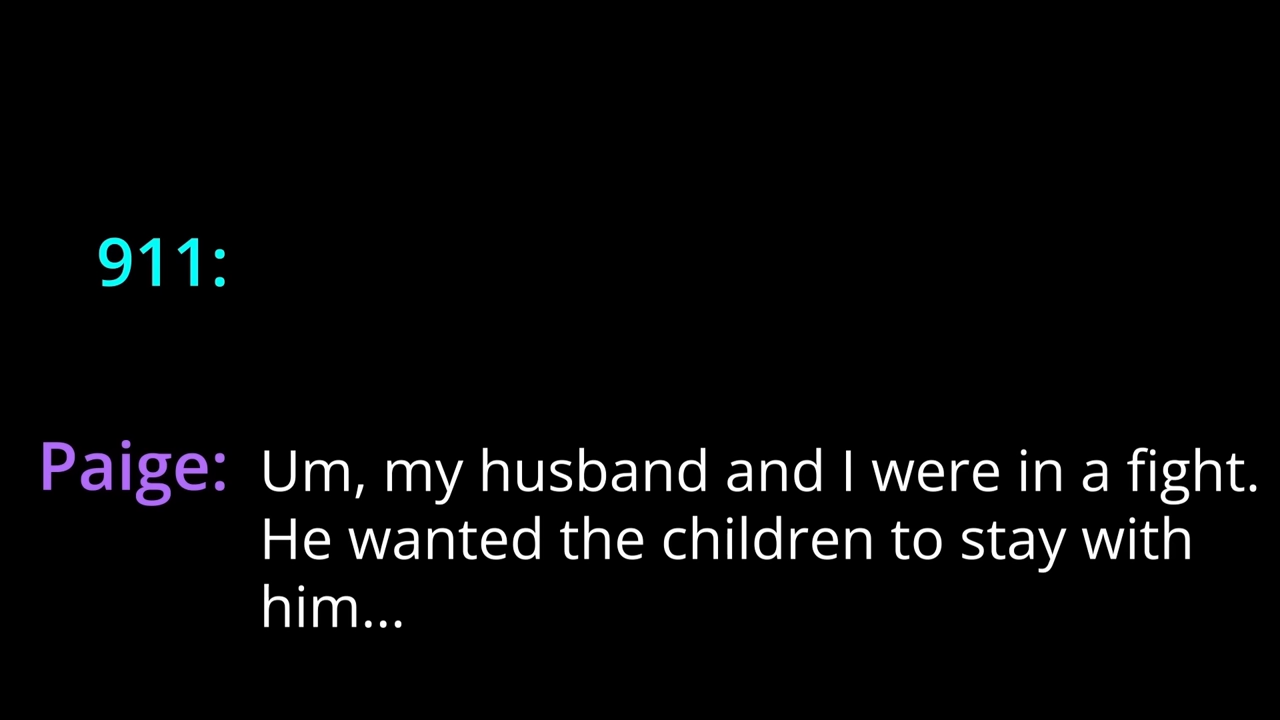 911:
Paige: Um, my husband and I were in a fight.
He wanted the children to stay with
him...